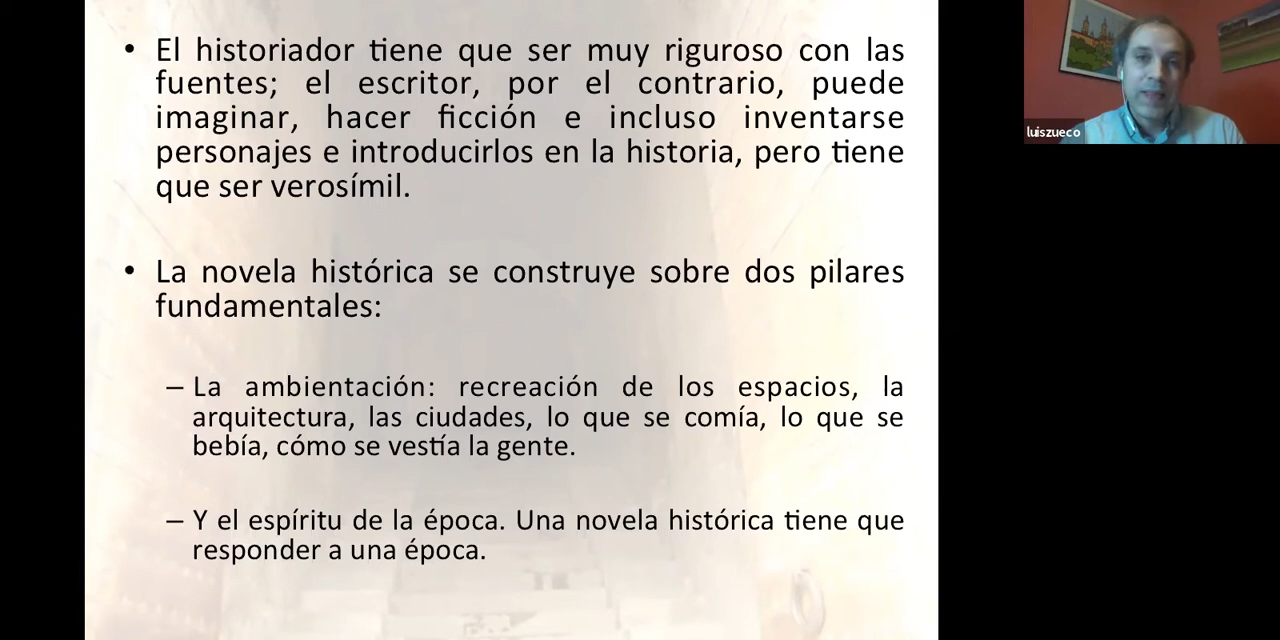 • El historiador tiene que ser muy riguroso con las
fuentes; el escritor, por el contrario, puede
imaginar, hacer ficción e incluso inventarse
personajes e introducirlos en la historia, pero tiene
que ser verosímil.
• La novela histórica se construye sobre dos pilares
fundamentales:
– La ambientación: recreación de los espacios, la
arquitectura, las ciudades, lo que se comía, lo que se
bebía, cómo se vestía la gente.
– Y el espíritu de la época. Una novela histórica tiene que
responder a una época.
luiszueco